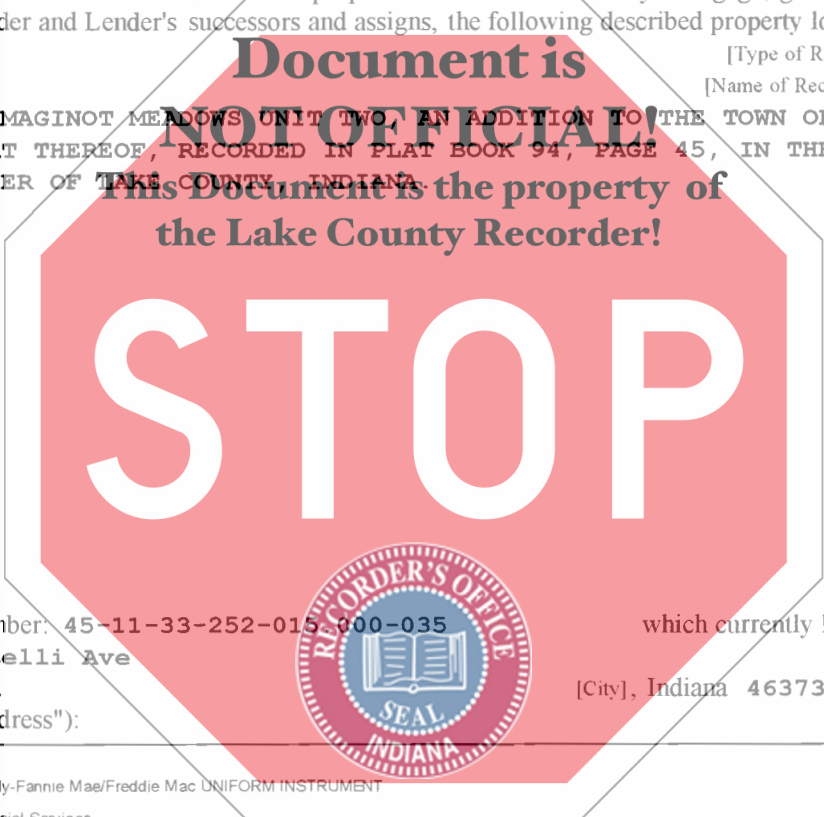 der and Lender's successors and assigns, the following described property
Document is
[Type of R
[Name of Rec
MAGINOT MEADOWS UNIT TWO, AN ADDITION TO THE TOWN
NOT OFFICIAL!
T THEREOF, RECORDED IN PLAT BOOK 94, PAGE 45, IN THE
ER OF LAKE COUNTY, INDIANA.
This Document is the property of
the Lake County Recorder!
STOP
RECORDER'S OFFICE
SEAL
INDIANA
ber: 45-11-33-252-015.000-035 which currently
elli Ave
[City], Indiana 46373
dress"):
y-Fannie Mae/Freddie Mac UNIFORM INSTRUMENT